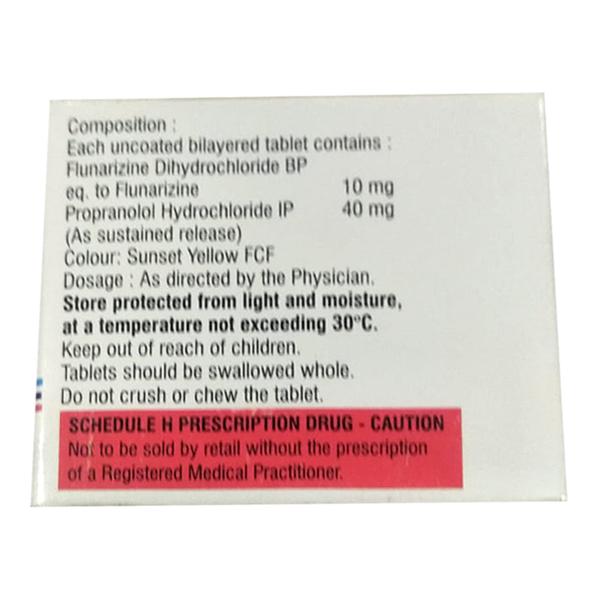 Composition :
Each uncoated bilayered tablet contains :
Flunarizine Dihydrochloride BP
eq. to Flunarizine 10 mg
Propranolol Hydrochloride IP 40 mg
(As sustained release)
Colour: Sunset Yellow FCF
Dosage : As directed by the Physician.
Store protected from light and moisture,
at a temperature not exceeding 30°C.
Keep out of reach of children.
Tablets should be swallowed whole.
Do not crush or chew the tablet.
SCHEDULE H PRESCRIPTION DRUG - CAUTION
Not to be sold by retail without the prescription
of a Registered Medical Practitioner.